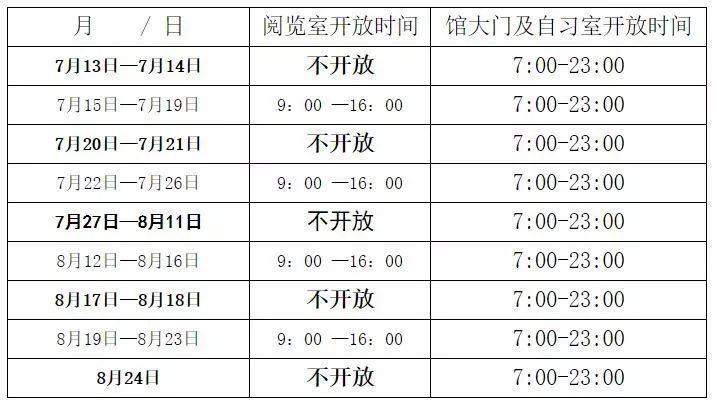 月 / 日 阅览室开放时间 馆大门及自习室开放时间
7月13日—7月14日 不开放 7:00-23:00
7月15日—7月19日 9：00 —16：00 7:00-23:00
7月20日—7月21日 不开放 7:00-23:00
7月22日—7月26日 9：00 —16：00 7:00-23:00
7月27日—8月11日 不开放 7:00-23:00
8月12日—8月16日 9：00 —16：00 7:00-23:00
8月17日—8月18日 不开放 7:00-23:00
8月19日—8月23日 9：00 —16：00 7:00-23:00
8月24日 不开放 7:00-23:00